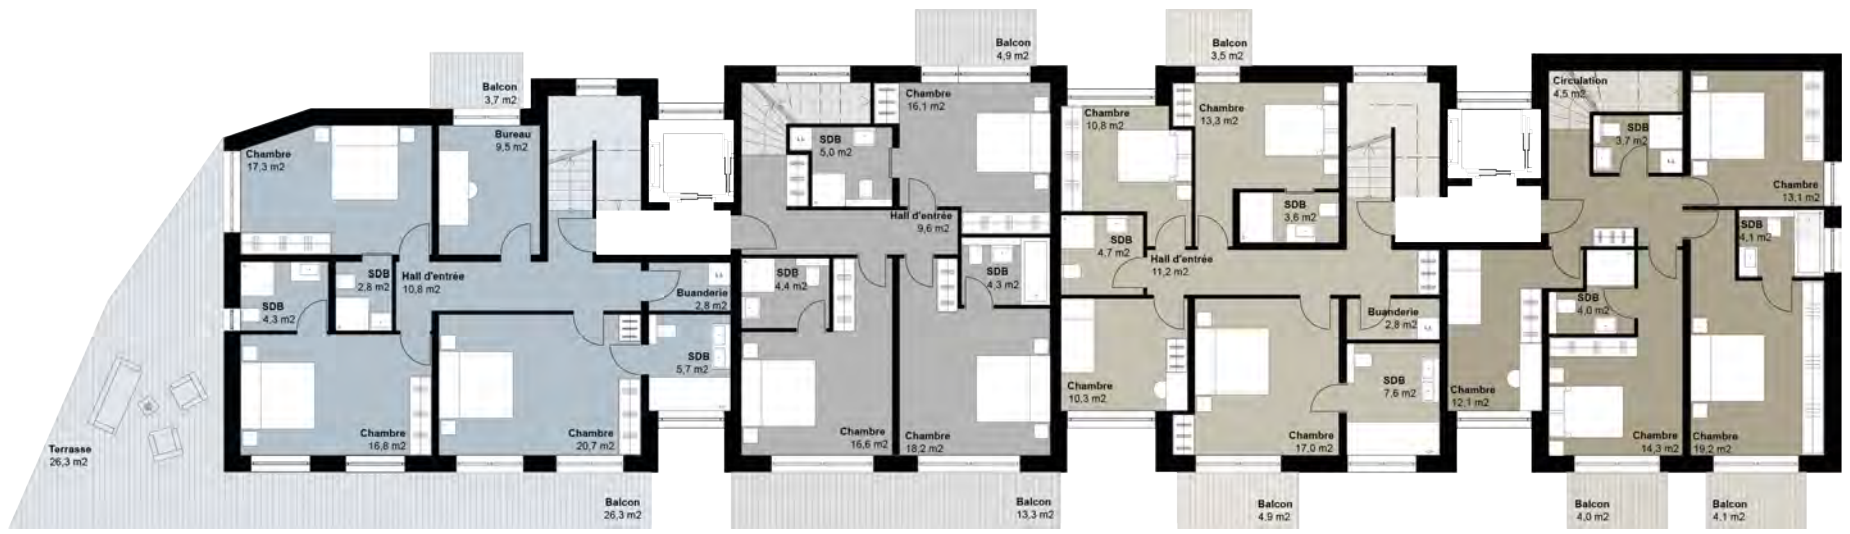 Balcon
3,7 m2
Bureau
9,5 m2
Chambre
17,3 m2
SDB
2,8 m2
Hall d'entrée
10,8 m2
SDB
4,3 m2
Buanderie
2,8 m2
SDB
5,7 m2
Chambre
16,8 m2
Chambre
20,7 m2
Terrasse
26,3 m2
Balcon
26,3 m2
Balcon
4,9 m2
Chambre
16,1 m2
SDB
5,0 m2
Hall d'entrée
9,6 m2
SDB
4,4 m2
SDB
4,3 m2
Chambre
16,6 m2
Chambre
18,2 m2
Balcon
13,3 m2
Balcon
3,5 m2
Chambre
10,8 m2
Chambre
13,3 m2
SDB
3,6 m2
SDB
4,7 m2
Hall d'entrée
11,2 m2
Buanderie
2,8 m2
Chambre
10,3 m2
SDB
7,6 m2
Chambre
17,0 m2
Balcon
4,9 m2
Circulation
4,5 m2
SDB
3,7 m2
Chambre
13,1 m2
SDB
4,1 m2
SDB
4,0 m2
Chambre
12,1 m2
Chambre
14,3 m2
Chambre
19,2 m2
Balcon
4,0 m2
Balcon
4,1 m2